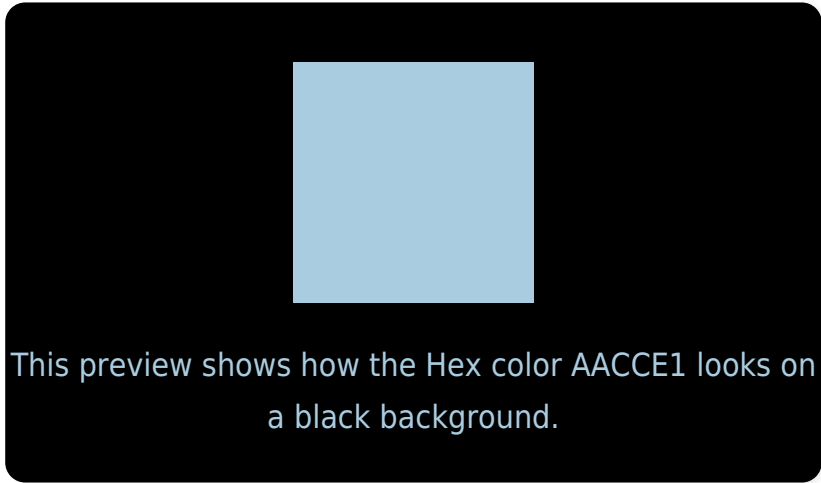 This preview shows how the Hex color AACCE1 looks on
a black background.